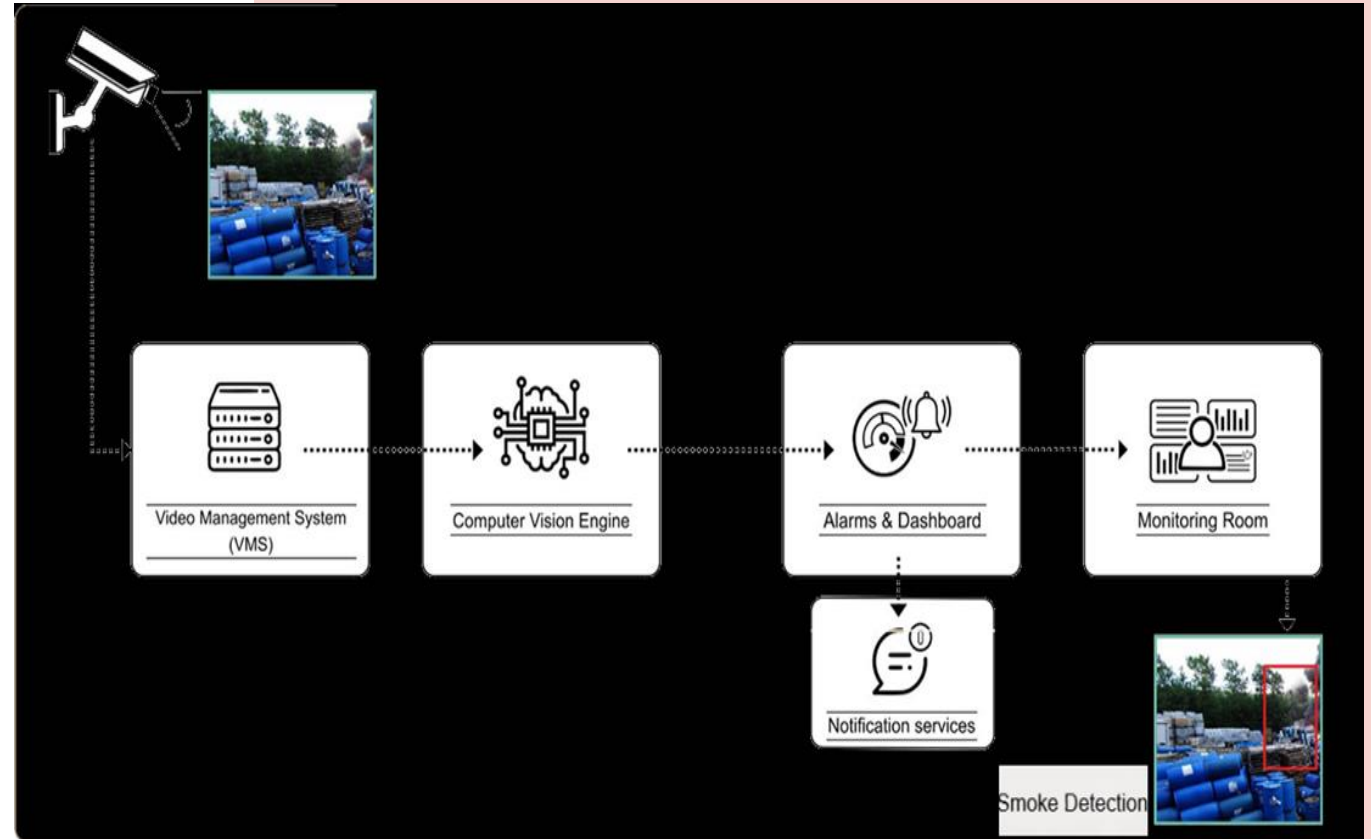 Video Management System
(VMS)
Computer Vision Engine
Alarms & Dashboard
Monitoring Room
Notification services
Smoke Detection